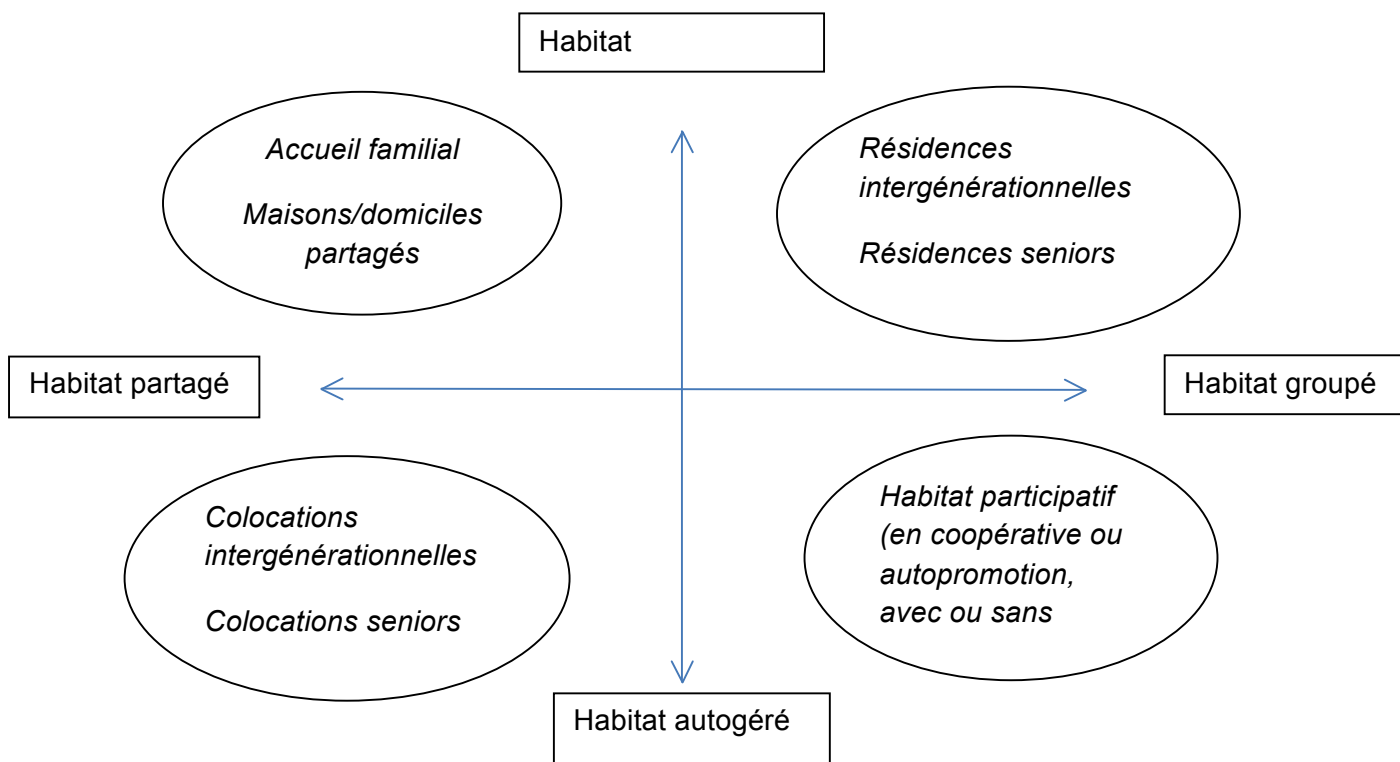 Habitat
Accueil familial
Maisons/domiciles
partagés
Résidences
intergénérationnelles
Résidences seniors
Habitat partagé
Habitat groupé
Colocations
intergénérationnelles
Colocations seniors
Habitat participatif
(en coopérative ou
autopromotion,
avec ou sans
Habitat autogéré